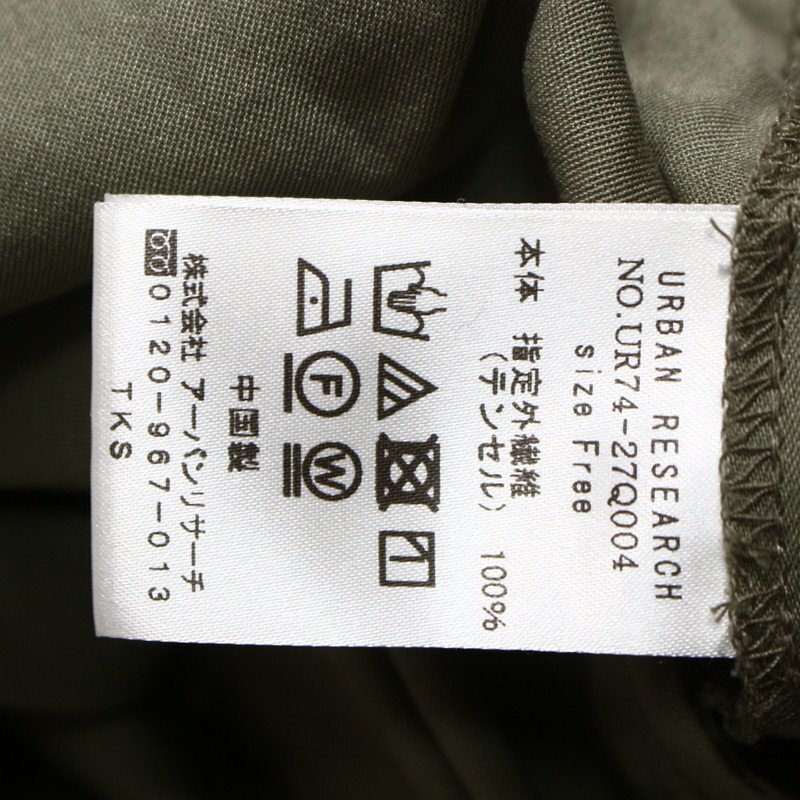 URBAN RESEARCH
NO.UR74-27Q004
size Free
本体 指定外繊維
(テンセル) 100%
F W
中国製
株式会社 アーバンリサーチ
0120-967-013
TKS